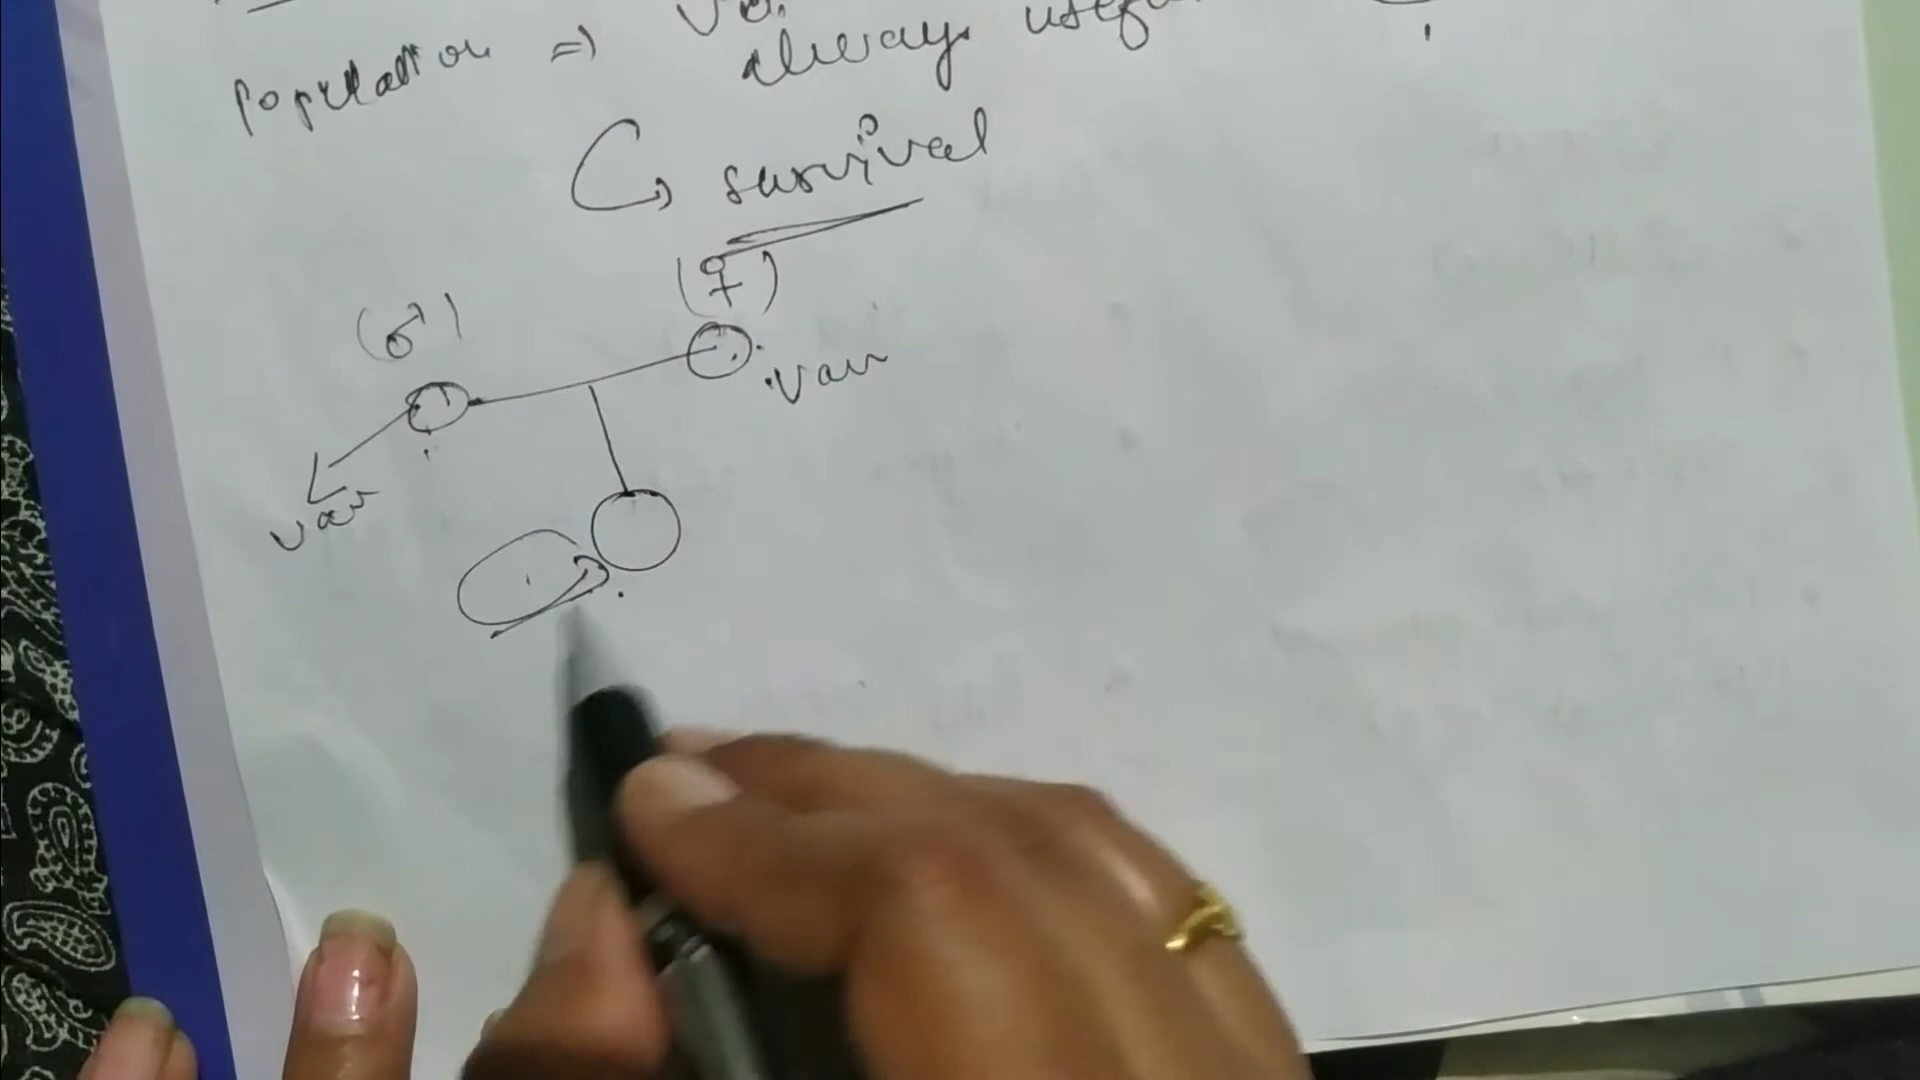 population ⇒
always
↳ survival
(♂) (♀)
var
var